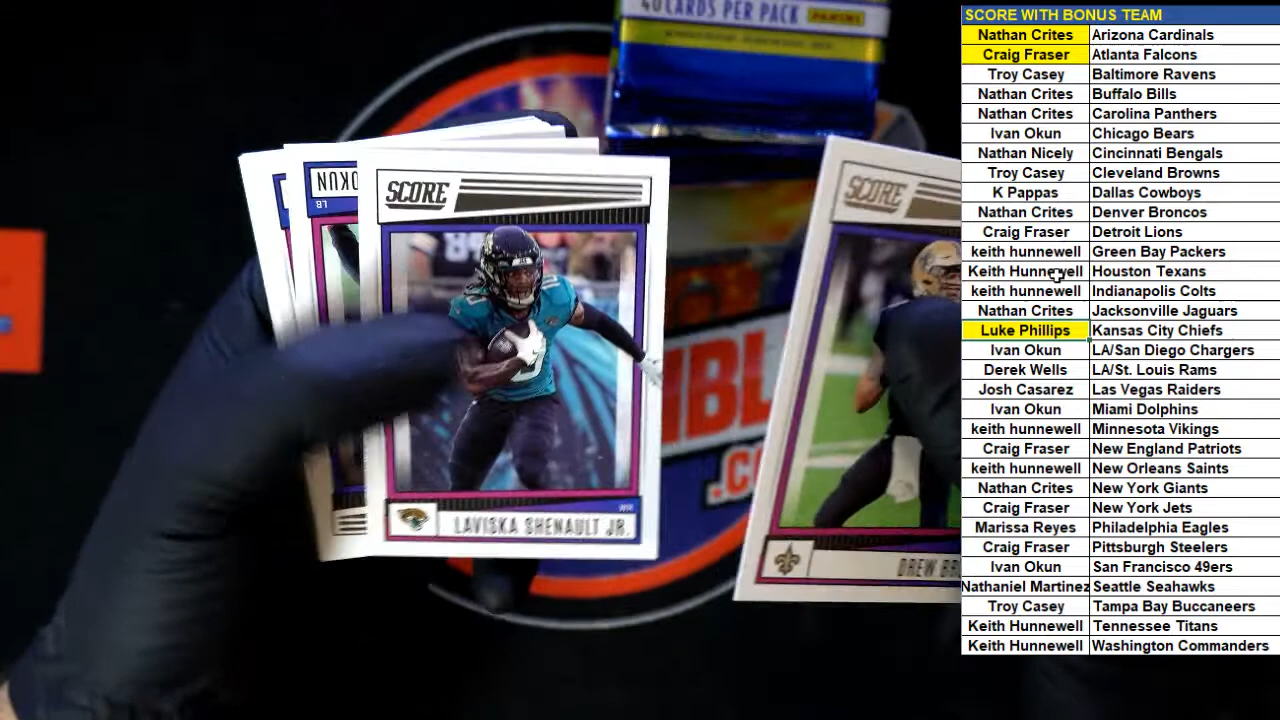 40 CARDS PER PACK PANINI
SCORE
OKUN
LB
WR
LAVISKA SHENAULT JR.
SCORE
DREW BR
IBL
.CO
SCORE WITH BONUS TEAM
Nathan Crites Arizona Cardinals
Craig Fraser Atlanta Falcons
Troy Casey Baltimore Ravens
Nathan Crites Buffalo Bills
Nathan Crites Carolina Panthers
Ivan Okun Chicago Bears
Nathan Nicely Cincinnati Bengals
Troy Casey Cleveland Browns
K Pappas Dallas Cowboys
Nathan Crites Denver Broncos
Craig Fraser Detroit Lions
keith hunnewell Green Bay Packers
Keith Hunnewell Houston Texans
keith hunnewell Indianapolis Colts
Nathan Crites Jacksonville Jaguars
Luke Phillips Kansas City Chiefs
Ivan Okun LA/San Diego Chargers
Derek Wells LA/St. Louis Rams
Josh Casarez Las Vegas Raiders
Ivan Okun Miami Dolphins
keith hunnewell Minnesota Vikings
Craig Fraser New England Patriots
keith hunnewell New Orleans Saints
Nathan Crites New York Giants
Craig Fraser New York Jets
Marissa Reyes Philadelphia Eagles
Craig Fraser Pittsburgh Steelers
Ivan Okun San Francisco 49ers
Nathaniel Martinez Seattle Seahawks
Troy Casey Tampa Bay Buccaneers
Keith Hunnewell Tennessee Titans
Keith Hunnewell Washington Commanders